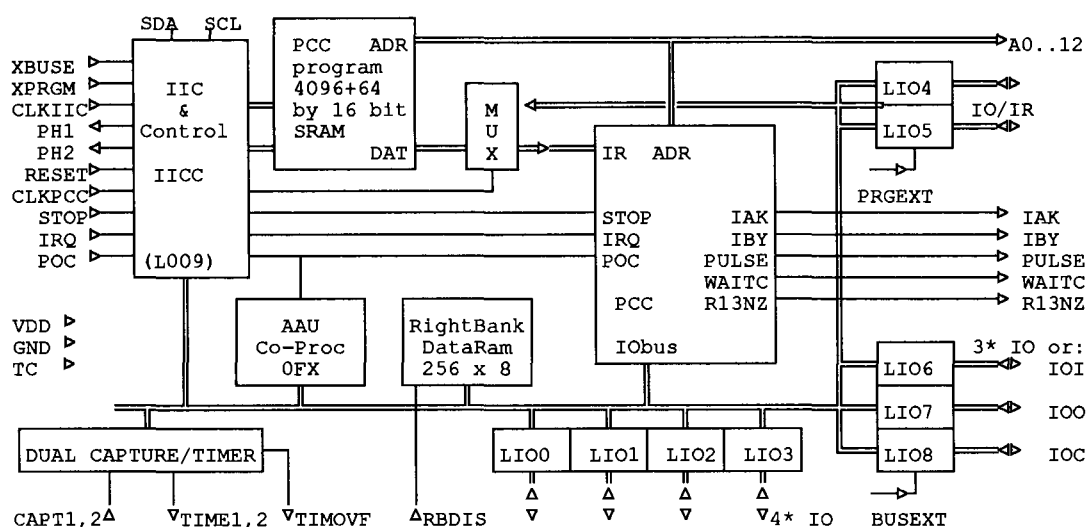 SDA SCL
XBUSE
XPRGM
CLKIIC
PH1
PH2
RESET
CLKPCC
STOP
IRQ
POC
VDD
GND
TC
IIC
&
Control
IICC
(L009)
PCC ADR
program
4096+64
by 16 bit
SRAM
DAT
M
U
X
IR ADR
STOP
IRQ
POC
IAK
IBY
PULSE
WAITC
R13NZ
PCC
IObus
A0..12
LIO4
LIO5
IO/IR
PRGEXT
IAK
IBY
PULSE
WAITC
R13NZ
AAU
Co-Proc
0FX
RightBank
DataRam
256 x 8
3* IO or:
LIO6
LIO7
LIO8
IOI
IOO
IOC
DUAL CAPTURE/TIMER
LIO0
LIO1
LIO2
LIO3
CAPT1,2
TIME1,2
TIMOVF
RBDIS
4* IO
BUSEXT